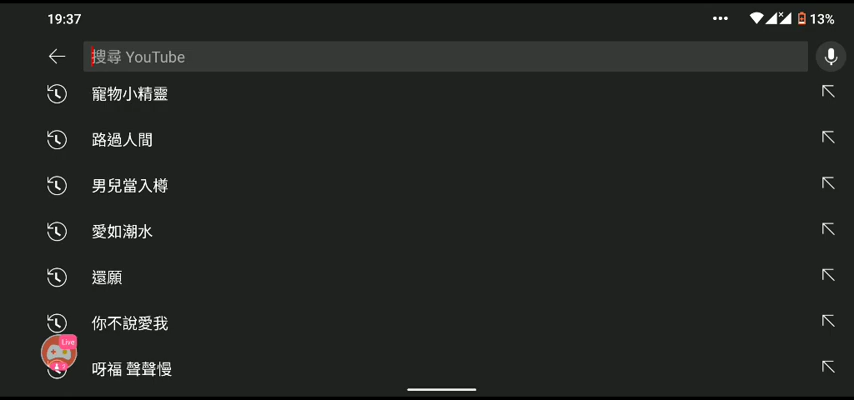 19:37
13%
搜尋 YouTube
寵物小精靈
路過人間
男兒當入樽
愛如潮水
還願
你不說愛我
Live
呀福 聲聲慢